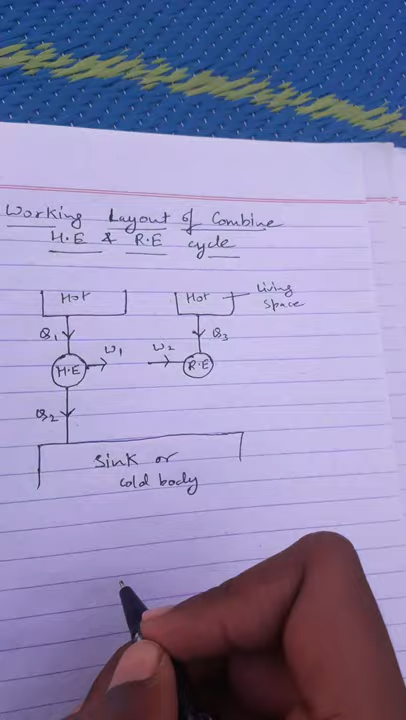 Working Layout of Combine
H.E & R.E cycle
Hot
Hot
Living
Space
Q1
W1
W2
Q3
H.E
R.E
Q2
Sink or
cold body